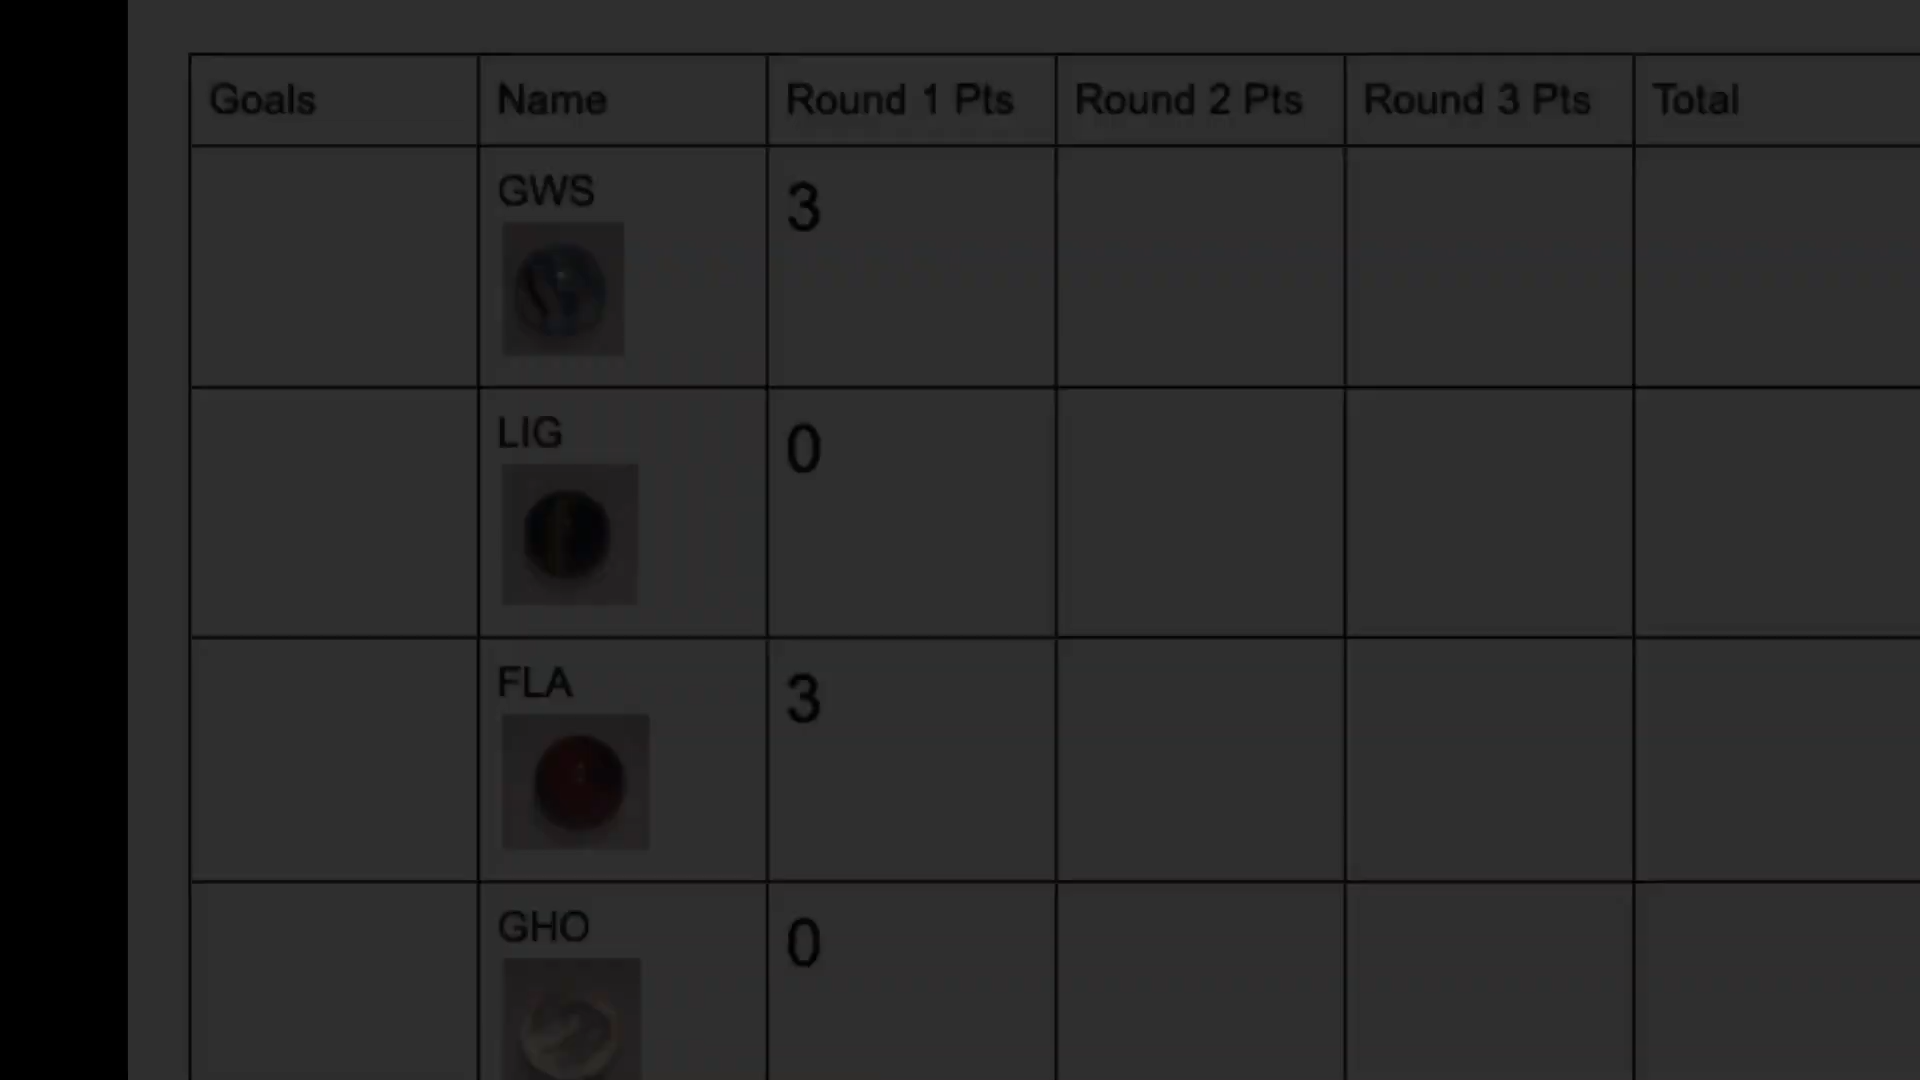 Goals Name Round 1 Pts Round 2 Pts Round 3 Pts Total
GWS 3
LIG 0
FLA 3
GHO 0